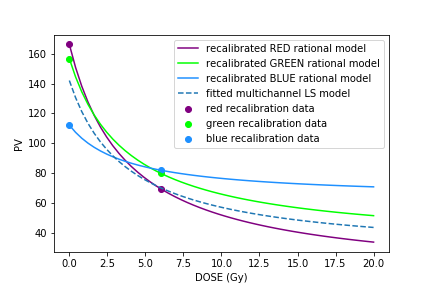 recalibrated RED rational model
recalibrated GREEN rational model
recalibrated BLUE rational model
fitted multichannel LS model
red recalibration data
green recalibration data
blue recalibration data
PV
160
140
120
100
80
60
40
0.0 2.5 5.0 7.5 10.0 12.5 15.0 17.5 20.0
DOSE (Gy)